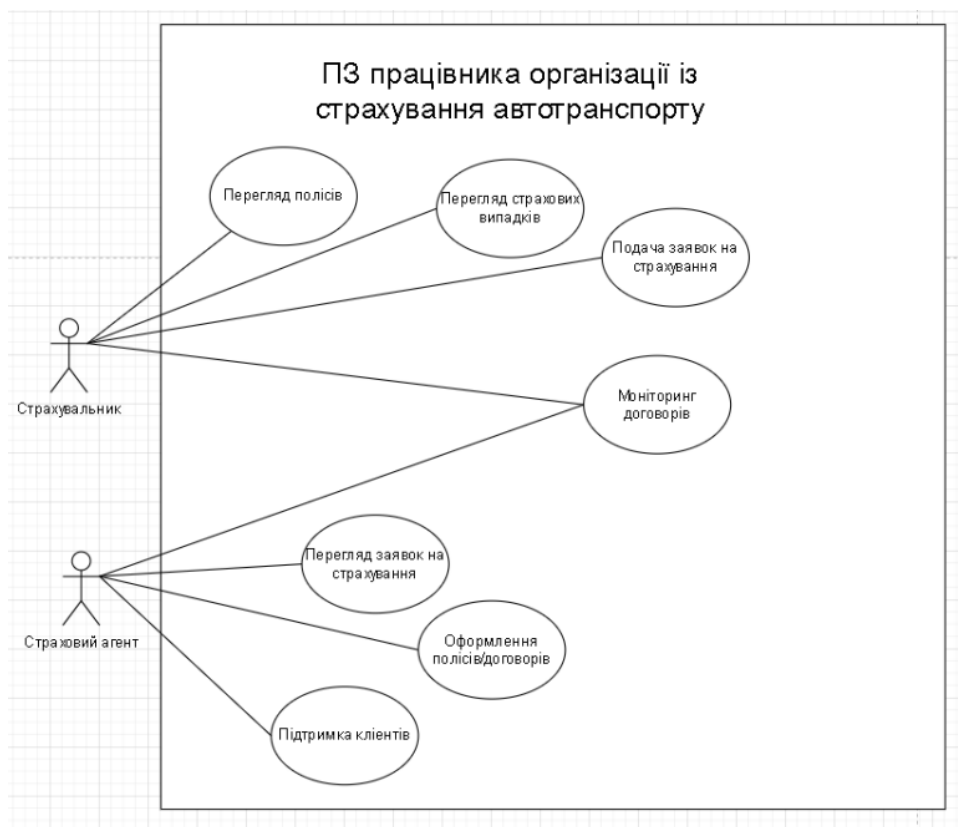 ПЗ працівника організації із
страхування автотранспорту
Перегляд полісів
Перегляд страхових
випадків
Подача заявок на
страхування
Страхувальник
Моніторинг
договорів
Перегляд заявок на
страхування
Страховий агент
Оформлення
полісів/договорів
Підтримка клієнтів